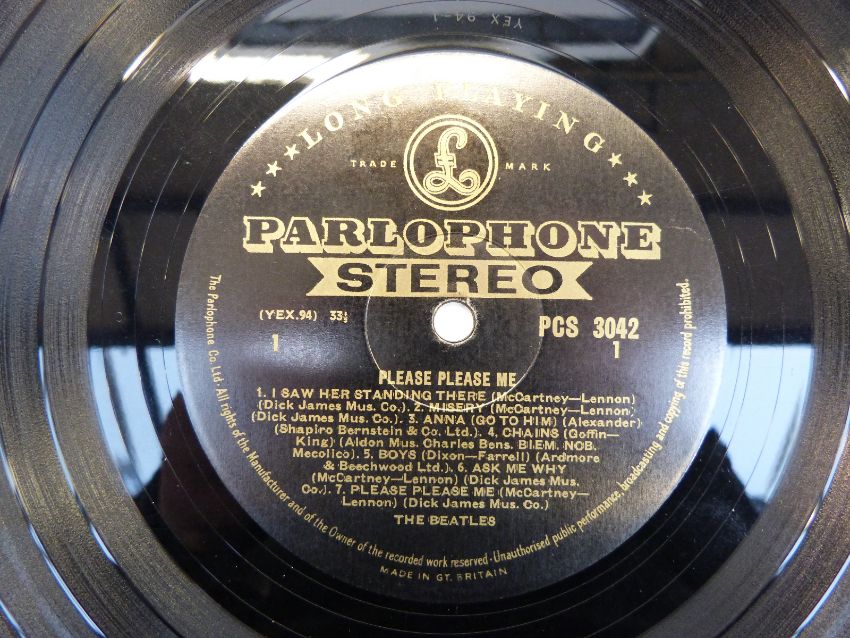 YEX 94-1
LONG PLAYING
TRADE MARK
£
PARLOPHONE
STEREO
(YEX.94) 33⅓
PCS 3042
1
1
PLEASE PLEASE ME
1. I SAW HER STANDING THERE (McCartney—Lennon)
(Dick James Mus. Co.). 2. MISERY (McCartney—Lennon)
(Dick James Mus. Co.). 3. ANNA (GO TO HIM) (Alexander)
(Shapiro Bernstein & Co. Ltd.). 4. CHAINS (Goffin—
King) (Aldon Mus. Charles Bens. BIEM. NOB.
Mecolico). 5. BOYS (Dixon—Farrell) (Ardmore
& Beechwood Ltd.). 6. ASK ME WHY
(McCartney—Lennon) (Dick James Mus.
Co.). 7. PLEASE PLEASE ME (McCartney—
Lennon) (Dick James Mus. Co.)
THE BEATLES
The Parlophone Co. Ltd. All rights of the Manufacturer and of the Owner of the recorded work reserved · Unauthorised public performance, broadcasting and copying of this record prohibited.
MADE IN GT. BRITAIN